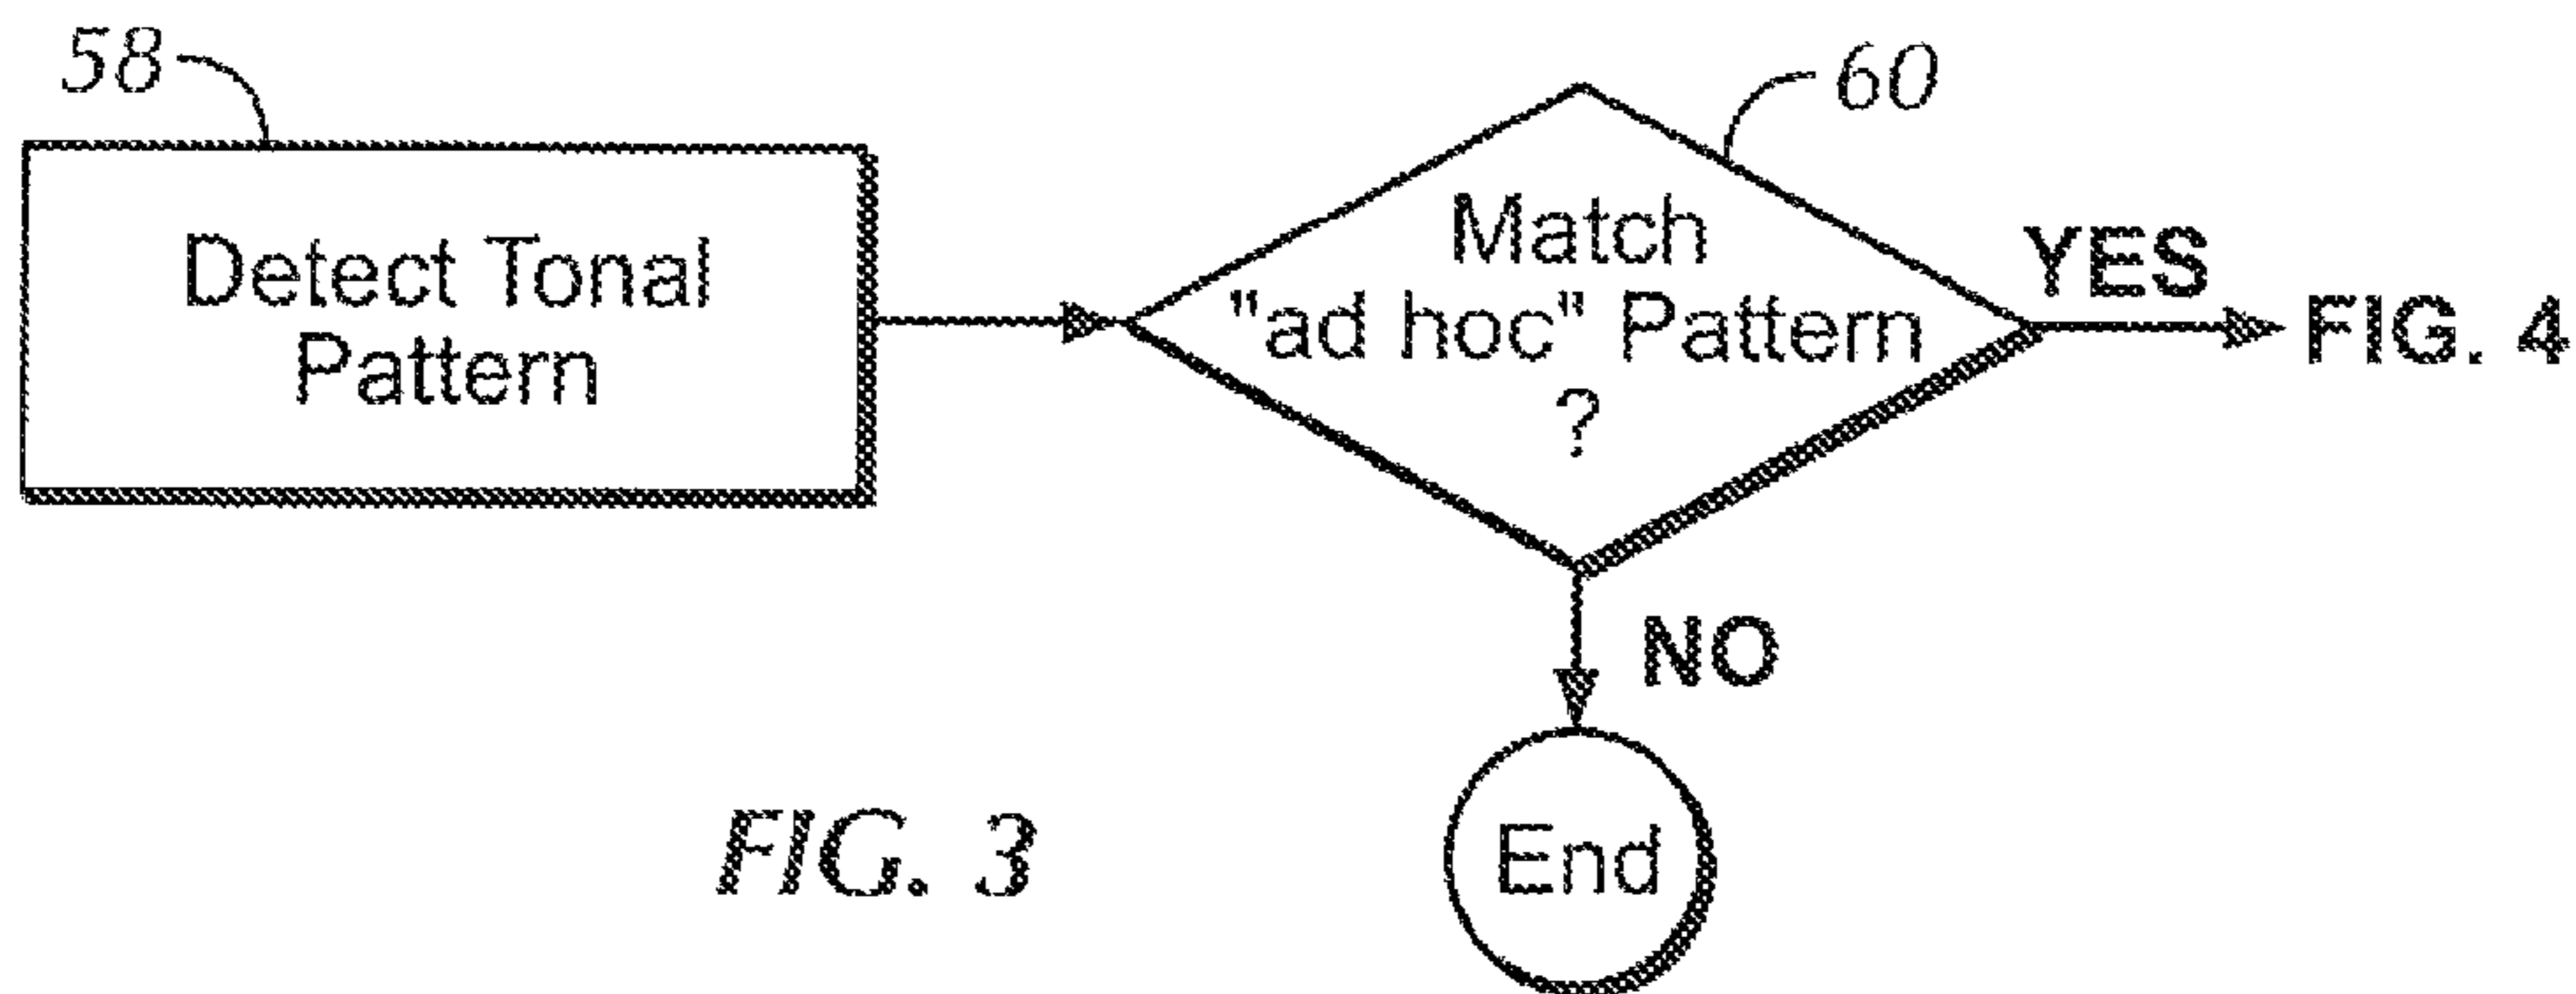 58
Detect Tonal
Pattern
60
Match
"ad hoc" Pattern
?
YES
FIG. 4
NO
End
FIG. 3